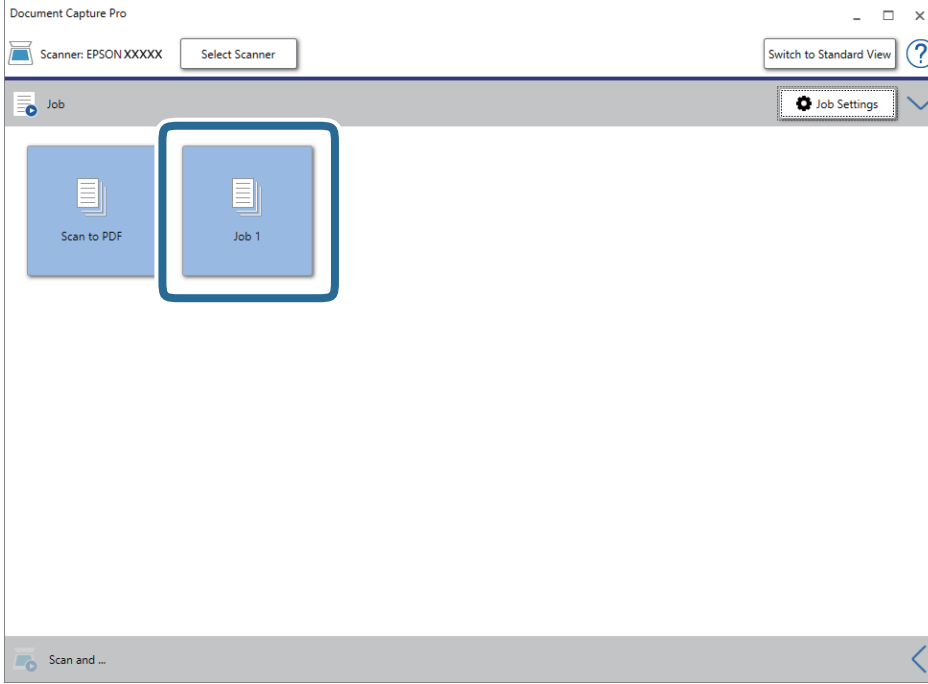 Document Capture Pro
Scanner: EPSON XXXXX
Select Scanner
Switch to Standard View
?
Job
Job Settings
Scan to PDF
Job 1
Scan and ...